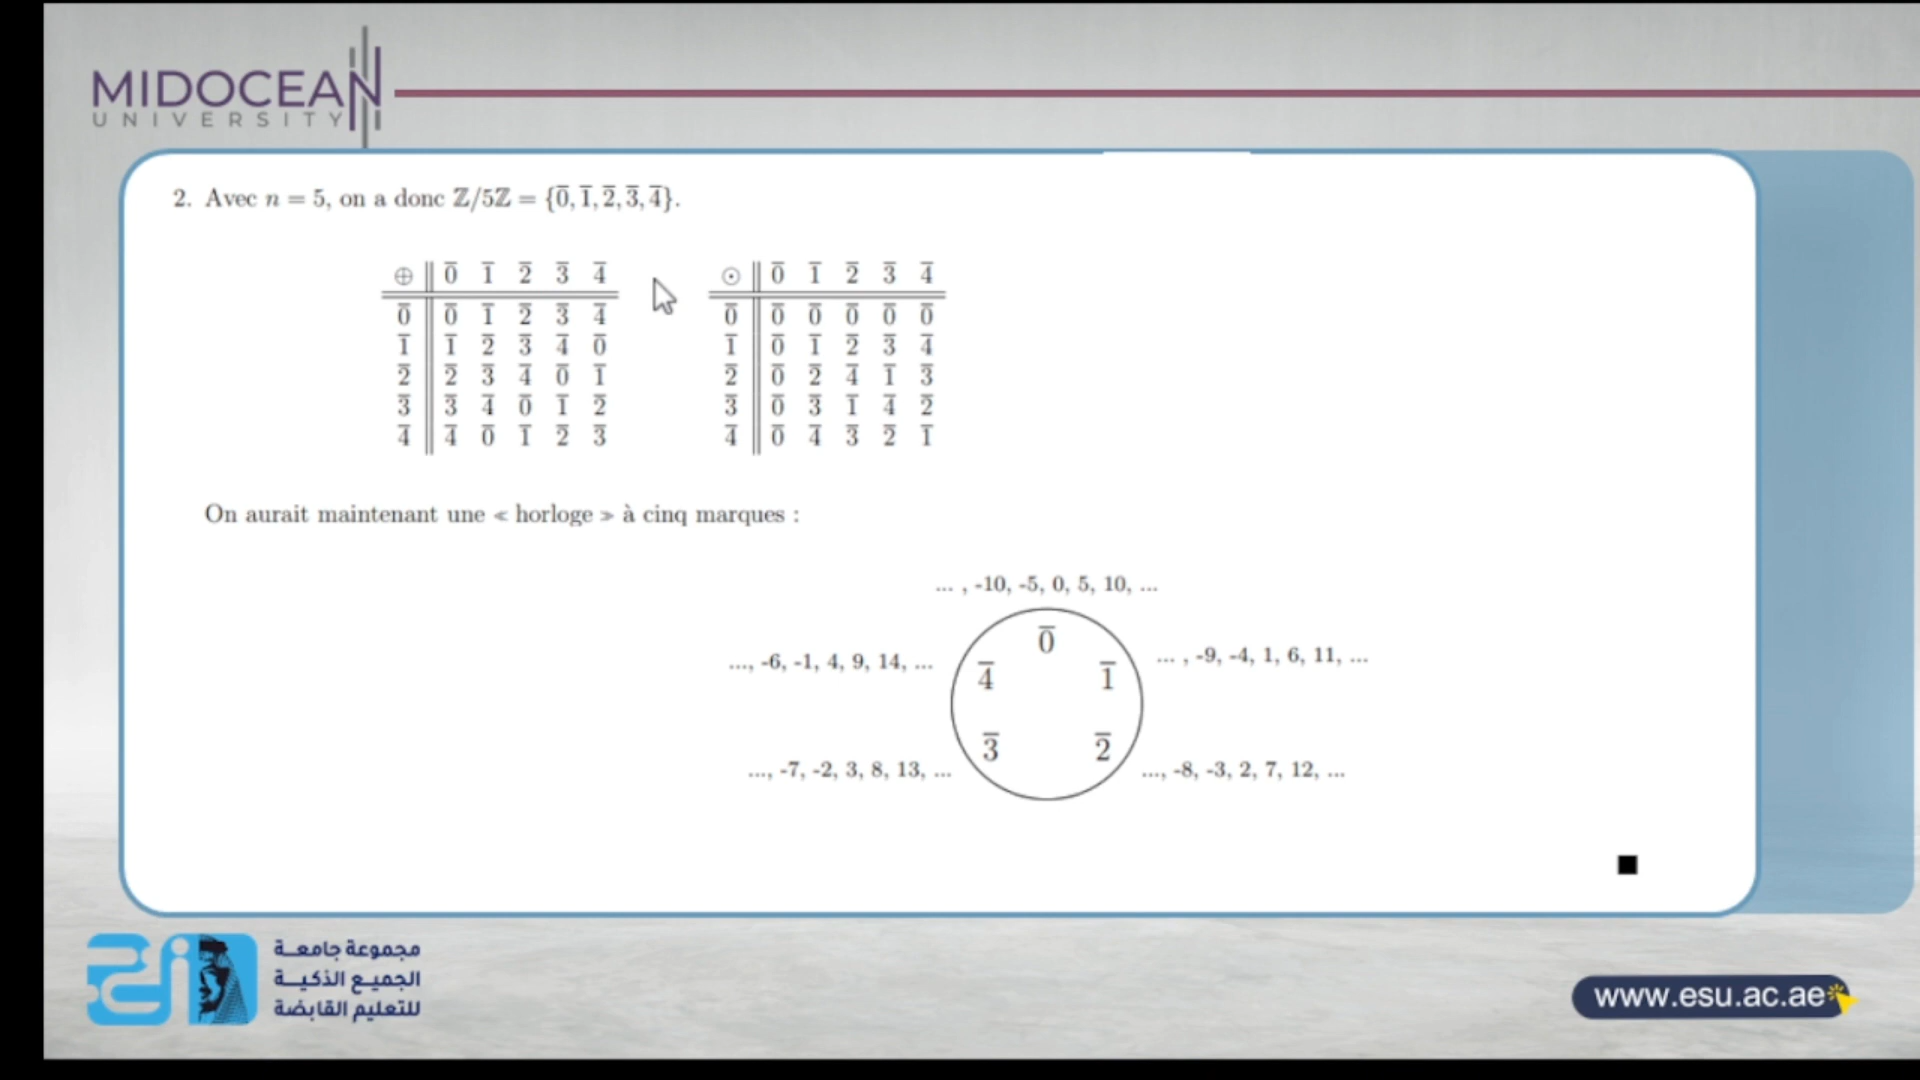 MIDOCEAN
UNIVERSITY
2. Avec n = 5, on a donc ℤ/5ℤ = {0̄, 1̄, 2̄, 3̄, 4̄}.
⊕ 0̄ 1̄ 2̄ 3̄ 4̄
0̄ 0̄ 1̄ 2̄ 3̄ 4̄
1̄ 1̄ 2̄ 3̄ 4̄ 0̄
2̄ 2̄ 3̄ 4̄ 0̄ 1̄
3̄ 3̄ 4̄ 0̄ 1̄ 2̄
4̄ 4̄ 0̄ 1̄ 2̄ 3̄
⊙ 0̄ 1̄ 2̄ 3̄ 4̄
0̄ 0̄ 0̄ 0̄ 0̄ 0̄
1̄ 0̄ 1̄ 2̄ 3̄ 4̄
2̄ 0̄ 2̄ 4̄ 1̄ 3̄
3̄ 0̄ 3̄ 1̄ 4̄ 2̄
4̄ 0̄ 4̄ 3̄ 2̄ 1̄
On aurait maintenant une « horloge » à cinq marques :
... , -10, -5, 0, 5, 10, ...
0̄
..., -6, -1, 4, 9, 14, ...
4̄
1̄
... , -9, -4, 1, 6, 11, ...
..., -7, -2, 3, 8, 13, ...
3̄
2̄
..., -8, -3, 2, 7, 12, ...
مجموعة جامعة
الجميع الذكية
للتعليم القابضة
www.esu.ac.ae